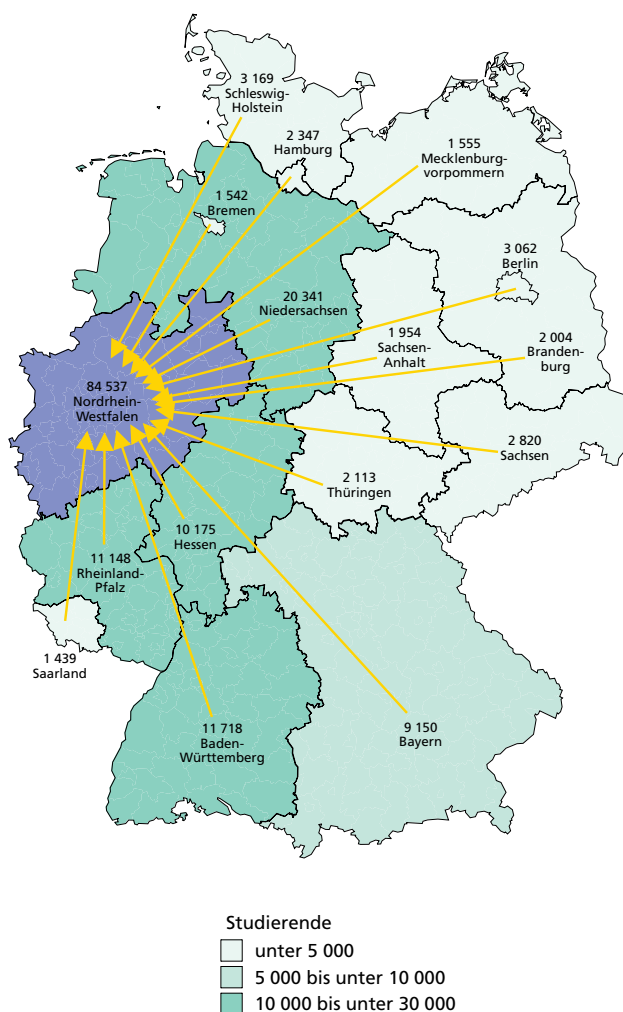 3 169
Schleswig-
Holstein
2 347
Hamburg
1 555
Mecklenburg-
vorpommern
1 542
Bremen
3 062
Berlin
20 341
Niedersachsen
1 954
Sachsen-
Anhalt
2 004
Branden-
burg
84 537
Nordrhein-
Westfalen
2 820
Sachsen
2 113
Thüringen
10 175
Hessen
11 148
Rheinland-
Pfalz
1 439
Saarland
11 718
Baden-
Württemberg
9 150
Bayern
Studierende
unter 5 000
5 000 bis unter 10 000
10 000 bis unter 30 000